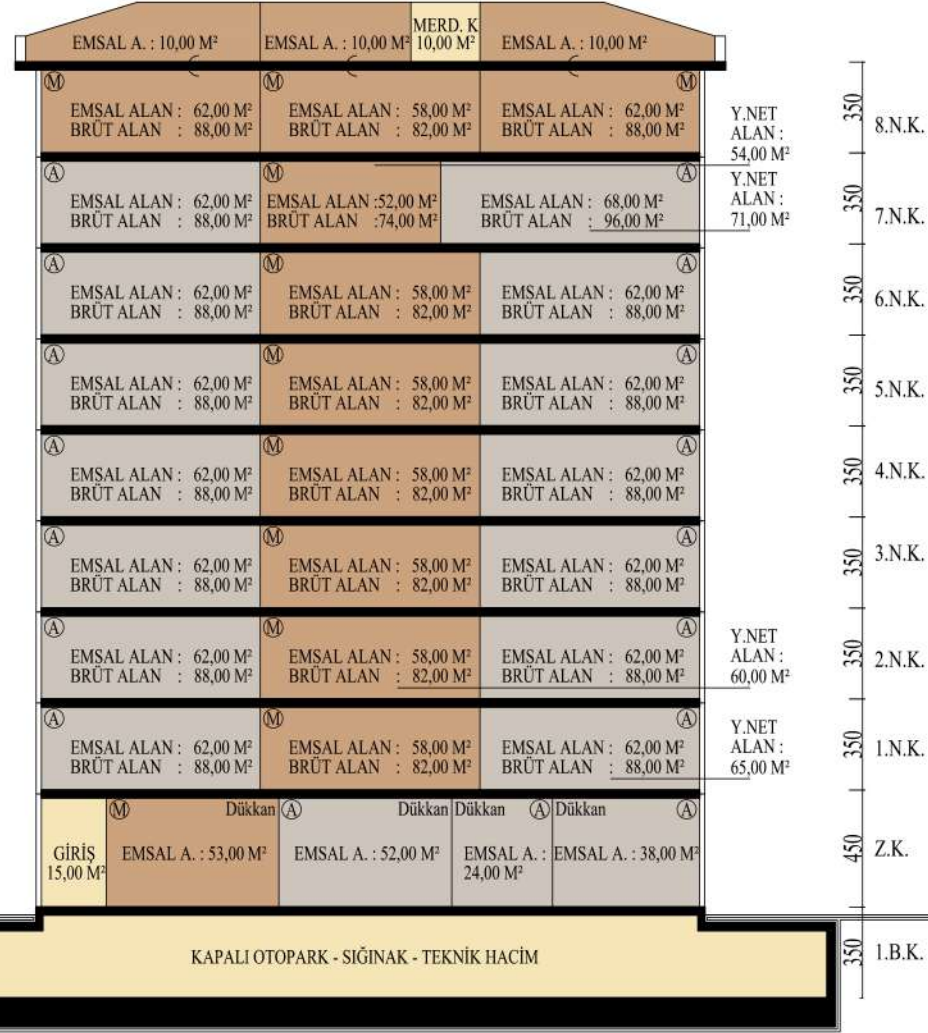 MERD. K
EMSAL A. : 10,00 M² EMSAL A. : 10,00 M² 10,00 M² EMSAL A. : 10,00 M²
M M M
EMSAL ALAN : 62,00 M² EMSAL ALAN : 58,00 M² EMSAL ALAN : 62,00 M²
BRÜT ALAN : 88,00 M² BRÜT ALAN : 82,00 M² BRÜT ALAN : 88,00 M²
350 8.N.K.
Y.NET
ALAN :
54,00 M²
A M A
EMSAL ALAN : 62,00 M² EMSAL ALAN :52,00 M² EMSAL ALAN : 68,00 M²
BRÜT ALAN : 88,00 M² BRÜT ALAN :74,00 M² BRÜT ALAN : 96,00 M²
Y.NET
ALAN :
71,00 M²
350 7.N.K.
A M A
EMSAL ALAN : 62,00 M² EMSAL ALAN : 58,00 M² EMSAL ALAN : 62,00 M²
BRÜT ALAN : 88,00 M² BRÜT ALAN : 82,00 M² BRÜT ALAN : 88,00 M²
350 6.N.K.
A M A
EMSAL ALAN : 62,00 M² EMSAL ALAN : 58,00 M² EMSAL ALAN : 62,00 M²
BRÜT ALAN : 88,00 M² BRÜT ALAN : 82,00 M² BRÜT ALAN : 88,00 M²
350 5.N.K.
A M A
EMSAL ALAN : 62,00 M² EMSAL ALAN : 58,00 M² EMSAL ALAN : 62,00 M²
BRÜT ALAN : 88,00 M² BRÜT ALAN : 82,00 M² BRÜT ALAN : 88,00 M²
350 4.N.K.
A M A
EMSAL ALAN : 62,00 M² EMSAL ALAN : 58,00 M² EMSAL ALAN : 62,00 M²
BRÜT ALAN : 88,00 M² BRÜT ALAN : 82,00 M² BRÜT ALAN : 88,00 M²
350 3.N.K.
A M A
EMSAL ALAN : 62,00 M² EMSAL ALAN : 58,00 M² EMSAL ALAN : 62,00 M²
BRÜT ALAN : 88,00 M² BRÜT ALAN : 82,00 M² BRÜT ALAN : 88,00 M²
Y.NET
ALAN :
60,00 M²
350 2.N.K.
A M A
EMSAL ALAN : 62,00 M² EMSAL ALAN : 58,00 M² EMSAL ALAN : 62,00 M²
BRÜT ALAN : 88,00 M² BRÜT ALAN : 82,00 M² BRÜT ALAN : 88,00 M²
Y.NET
ALAN :
65,00 M²
350 1.N.K.
M Dükkan A Dükkan Dükkan A Dükkan A
GİRİŞ
15,00 M²
EMSAL A. : 53,00 M²
EMSAL A. : 52,00 M²
EMSAL A. :
24,00 M²
EMSAL A. : 38,00 M²
450 Z.K.
KAPALI OTOPARK - SIĞINAK - TEKNİK HACİM
350 1.B.K.